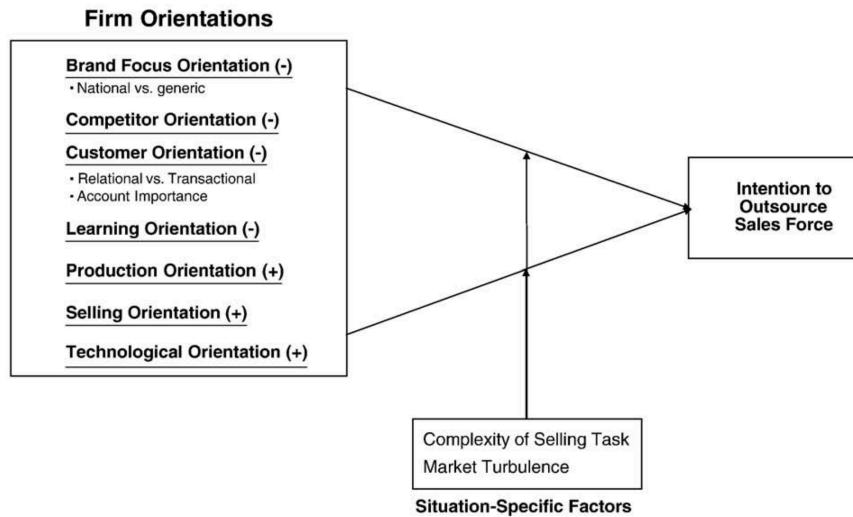 Firm Orientations
Brand Focus Orientation (-)
• National vs. generic
Competitor Orientation (-)
Customer Orientation (-)
• Relational vs. Transactional
• Account Importance
Learning Orientation (-)
Production Orientation (+)
Selling Orientation (+)
Technological Orientation (+)
Intention to
Outsource
Sales Force
Complexity of Selling Task
Market Turbulence
Situation-Specific Factors